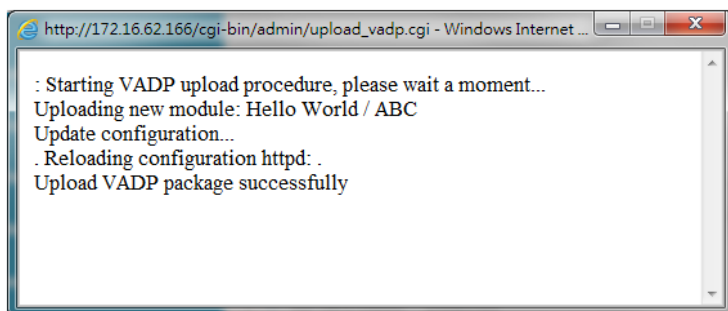 http://172.16.62.166/cgi-bin/admin/upload_vadp.cgi - Windows Internet ...
: Starting VADP upload procedure, please wait a moment...
Uploading new module: Hello World / ABC
Update configuration...
. Reloading configuration httpd: .
Upload VADP package successfully